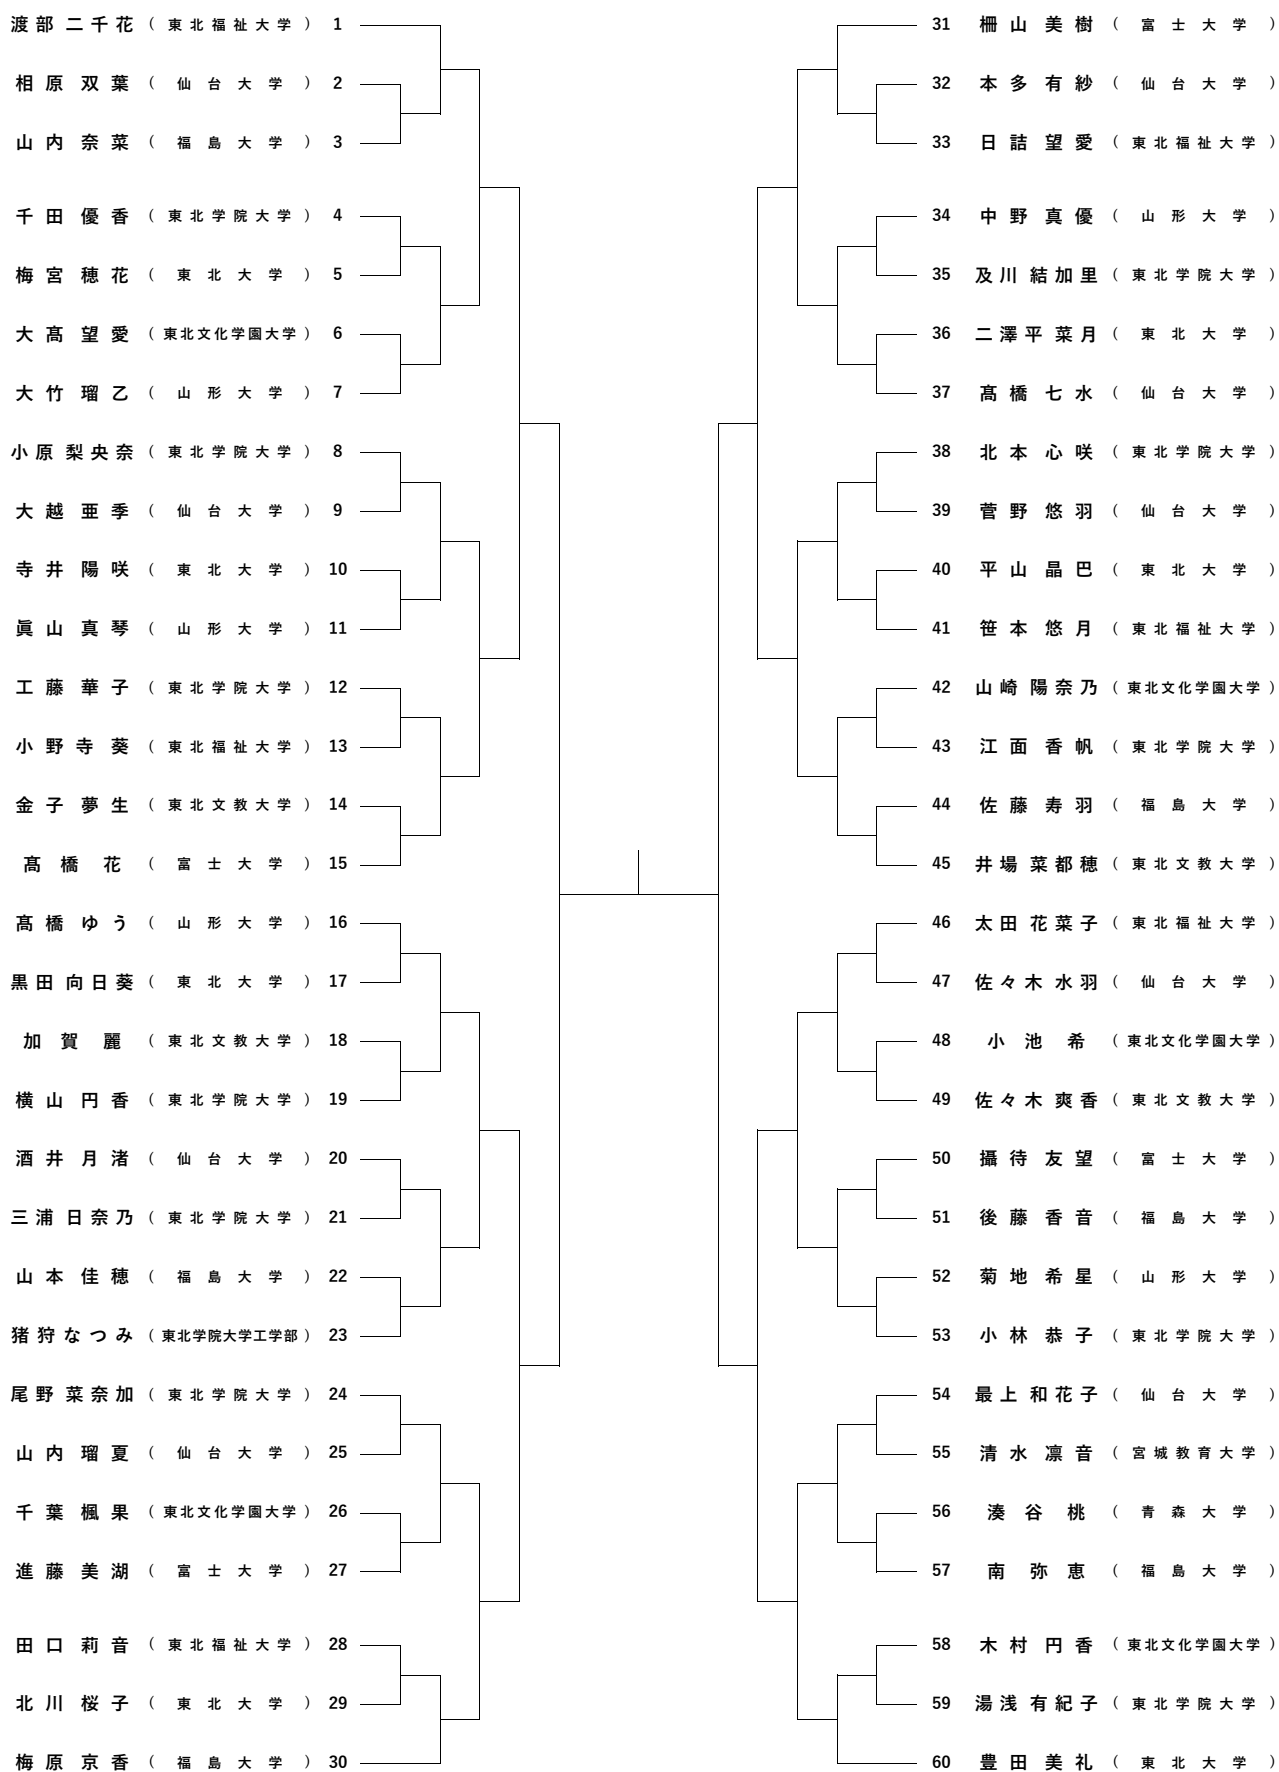 渡部 二千花 ( 東北福祉大学 ) 1
相原 双葉 ( 仙台大学 ) 2
山内 奈菜 ( 福島大学 ) 3
千田 優香 ( 東北学院大学 ) 4
梅宮 穂花 ( 東北大学 ) 5
大髙 望愛 ( 東北文化学園大学 ) 6
大竹 瑠乙 ( 山形大学 ) 7
小原 梨央奈 ( 東北学院大学 ) 8
大越 亜季 ( 仙台大学 ) 9
寺井 陽咲 ( 東北大学 ) 10
眞山 真琴 ( 山形大学 ) 11
工藤 華子 ( 東北学院大学 ) 12
小野寺 葵 ( 東北福祉大学 ) 13
金子 夢生 ( 東北文教大学 ) 14
髙橋 花 ( 富士大学 ) 15
髙橋 ゆう ( 山形大学 ) 16
黒田 向日葵 ( 東北大学 ) 17
加賀 麗 ( 東北文教大学 ) 18
横山 円香 ( 東北学院大学 ) 19
酒井 月渚 ( 仙台大学 ) 20
三浦 日奈乃 ( 東北学院大学 ) 21
山本 佳穂 ( 福島大学 ) 22
猪狩 なつみ ( 東北学院大学工学部 ) 23
尾野 菜奈加 ( 東北学院大学 ) 24
山内 瑠夏 ( 仙台大学 ) 25
千葉 楓果 ( 東北文化学園大学 ) 26
進藤 美湖 ( 富士大学 ) 27
田口 莉音 ( 東北福祉大学 ) 28
北川 桜子 ( 東北大学 ) 29
梅原 京香 ( 福島大学 ) 30
31 柵山 美樹 ( 富士大学 )
32 本多 有紗 ( 仙台大学 )
33 日詰 望愛 ( 東北福祉大学 )
34 中野 真優 ( 山形大学 )
35 及川 結加里 ( 東北学院大学 )
36 二澤平 菜月 ( 東北大学 )
37 髙橋 七水 ( 仙台大学 )
38 北本 心咲 ( 東北学院大学 )
39 菅野 悠羽 ( 仙台大学 )
40 平山 晶巴 ( 東北大学 )
41 笹本 悠月 ( 東北福祉大学 )
42 山崎 陽奈乃 ( 東北文化学園大学 )
43 江面 香帆 ( 東北学院大学 )
44 佐藤 寿羽 ( 福島大学 )
45 井場 菜都穂 ( 東北文教大学 )
46 太田 花菜子 ( 東北福祉大学 )
47 佐々木 水羽 ( 仙台大学 )
48 小池 希 ( 東北文化学園大学 )
49 佐々木 爽香 ( 東北文教大学 )
50 攝待 友望 ( 富士大学 )
51 後藤 香音 ( 福島大学 )
52 菊地 希星 ( 山形大学 )
53 小林 恭子 ( 東北学院大学 )
54 最上 和花子 ( 仙台大学 )
55 清水 凛音 ( 宮城教育大学 )
56 湊谷 桃 ( 青森大学 )
57 南 弥恵 ( 福島大学 )
58 木村 円香 ( 東北文化学園大学 )
59 湯浅 有紀子 ( 東北学院大学 )
60 豊田 美礼 ( 東北大学 )